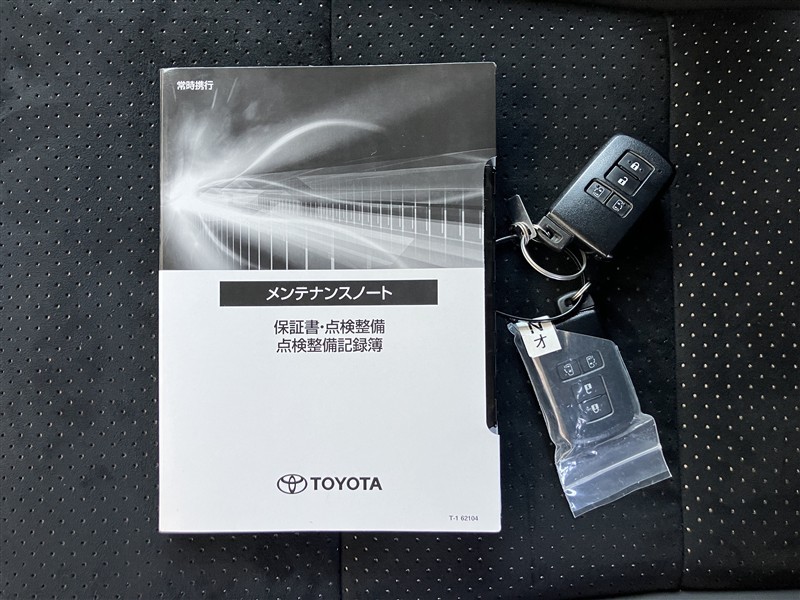 常時携行
メンテナンスノート
保証書・点検整備
点検整備記録簿
TOYOTA
T-1 62104
オ